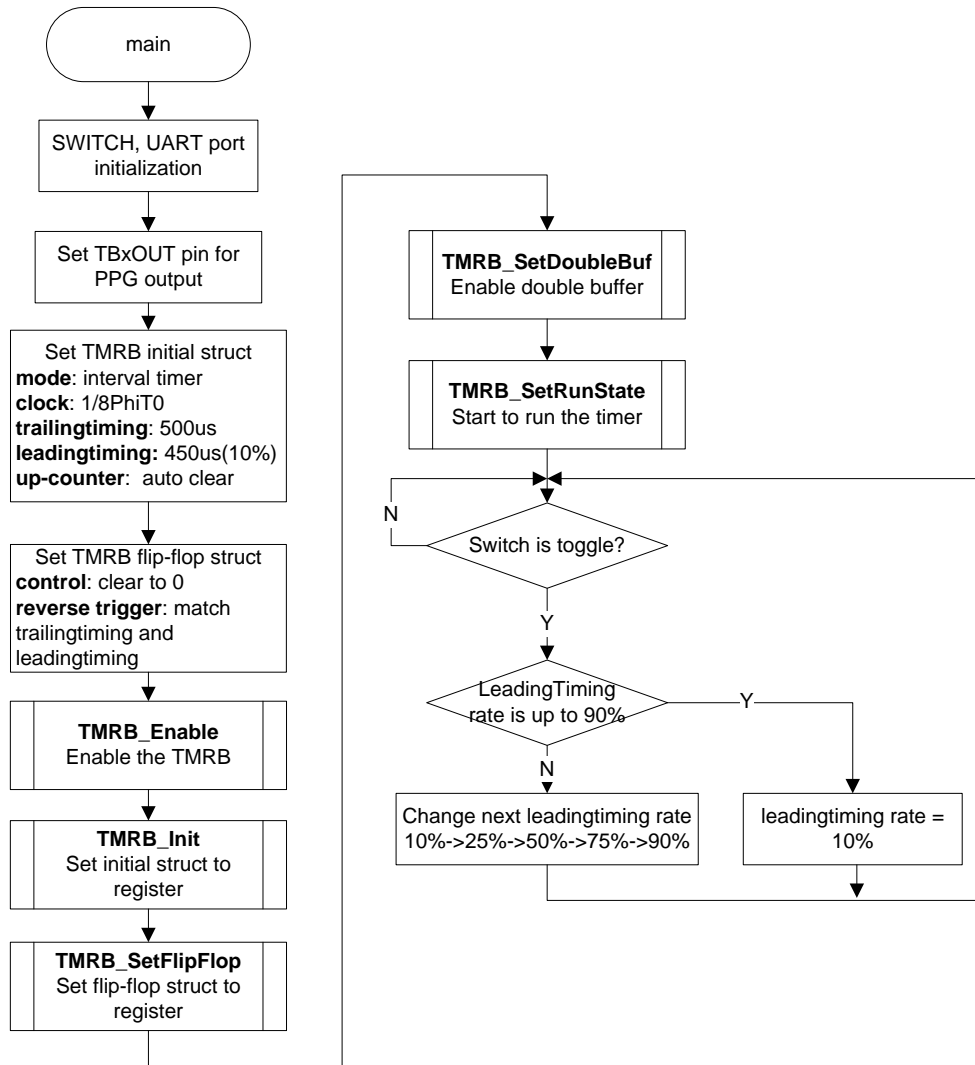 main
SWITCH, UART port
initialization
Set TBxOUT pin for
PPG output
Set TMRB initial struct
mode: interval timer
clock: 1/8PhiT0
trailingtiming: 500us
leadingtiming: 450us(10%)
up-counter: auto clear
Set TMRB flip-flop struct
control: clear to 0
reverse trigger: match
trailingtiming and
leadingtiming
TMRB_Enable
Enable the TMRB
TMRB_Init
Set initial struct to
register
TMRB_SetFlipFlop
Set flip-flop struct to
register
TMRB_SetDoubleBuf
Enable double buffer
TMRB_SetRunState
Start to run the timer
N
Switch is toggle?
Y
LeadingTiming
rate is up to 90%
Y
N
Change next leadingtiming rate
10%->25%->50%->75%->90%
leadingtiming rate =
10%